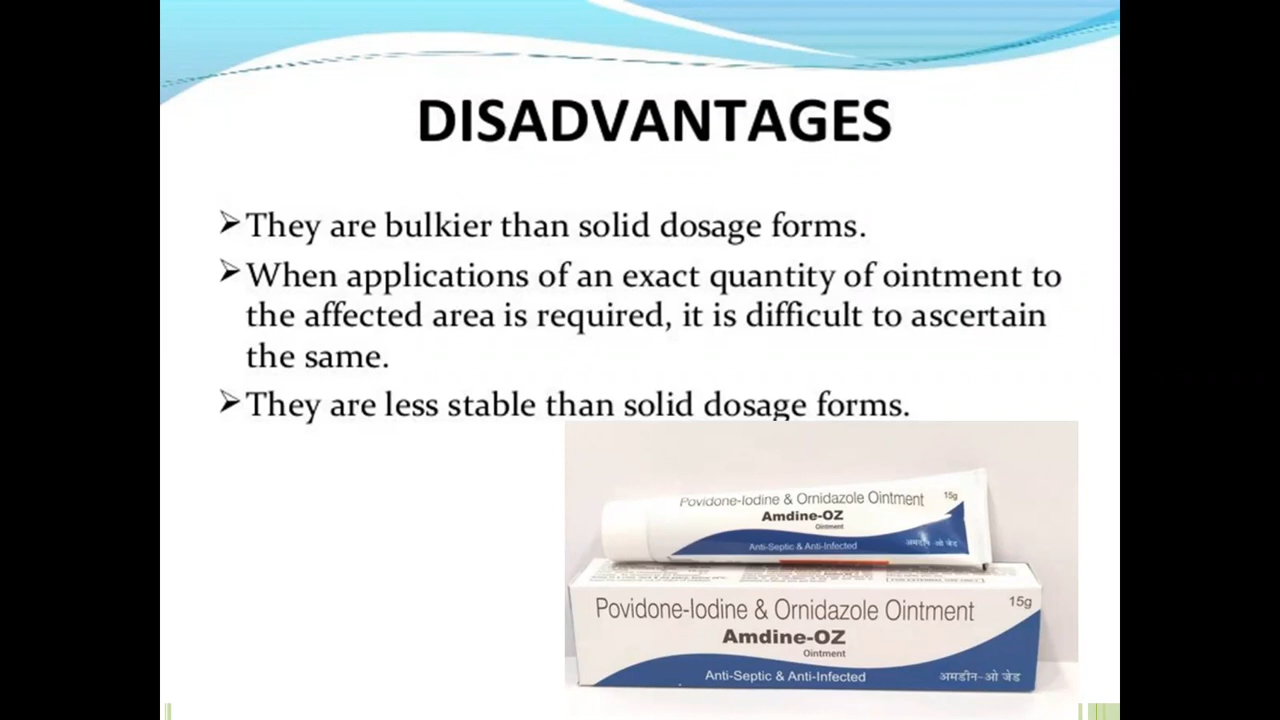 DISADVANTAGES
➢They are bulkier than solid dosage forms.
➢When applications of an exact quantity of ointment to
the affected area is required, it is difficult to ascertain
the same.
➢They are less stable than solid dosage forms.
Povidone-Iodine & Ornidazole Ointment 15g
Amdine-OZ
Ointment
Anti-Septic & Anti-Infected अमडीन-ओ जेड
Povidone-Iodine & Ornidazole Ointment 15g
Amdine-OZ
Ointment
Anti-Septic & Anti-Infected अमडीन-ओ जेड